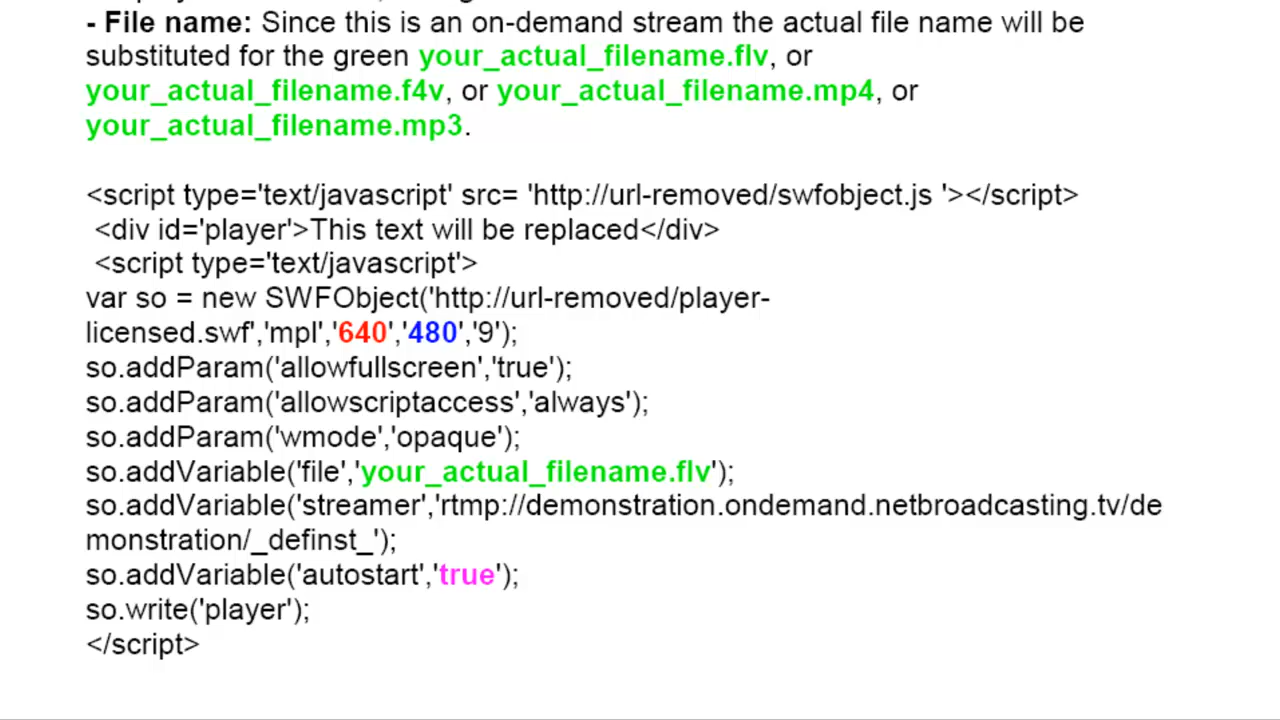 - File name: Since this is an on-demand stream the actual file name will be
substituted for the green your_actual_filename.flv, or
your_actual_filename.f4v, or your_actual_filename.mp4, or
your_actual_filename.mp3.
<script type='text/javascript' src= 'http://url-removed/swfobject.js '></script>
<div id='player'>This text will be replaced</div>
<script type='text/javascript'>
var so = new SWFObject('http://url-removed/player-
licensed.swf','mpl','640','480','9');
so.addParam('allowfullscreen','true');
so.addParam('allowscriptaccess','always');
so.addParam('wmode','opaque');
so.addVariable('file','your_actual_filename.flv');
so.addVariable('streamer','rtmp://demonstration.ondemand.netbroadcasting.tv/de
monstration/_definst_');
so.addVariable('autostart','true');
so.write('player');
</script>